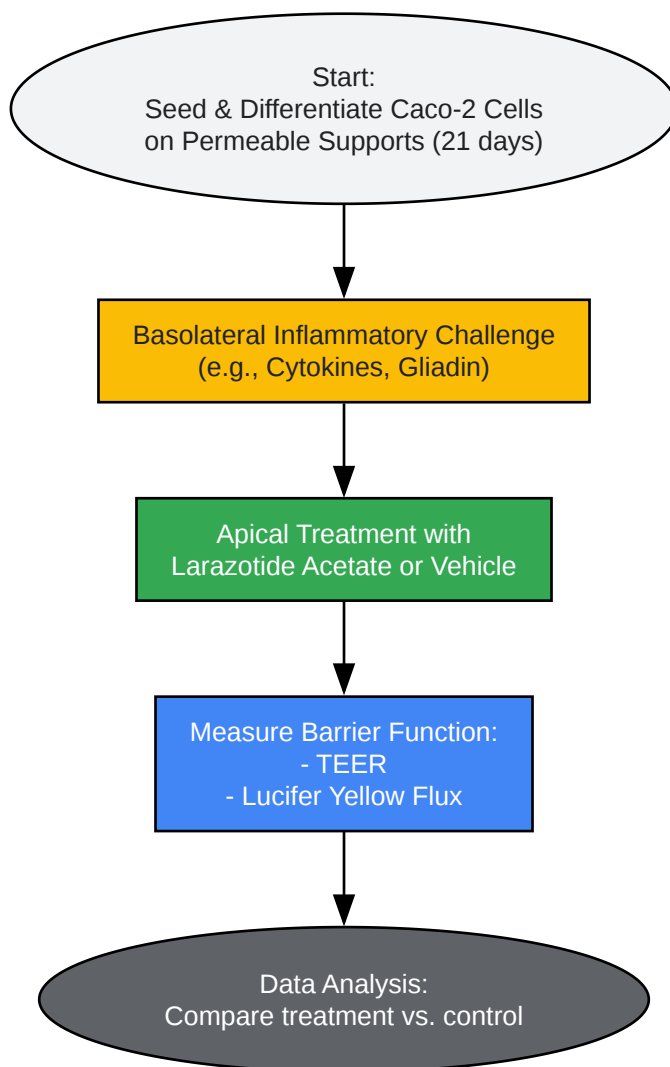 Start:
Seed & Differentiate Caco-2 Cells
on Permeable Supports (21 days)
Basolateral Inflammatory Challenge
(e.g., Cytokines, Gliadin)
Apical Treatment with
Larazotide Acetate or Vehicle
Measure Barrier Function:
- TEER
- Lucifer Yellow Flux
Data Analysis:
Compare treatment vs. control